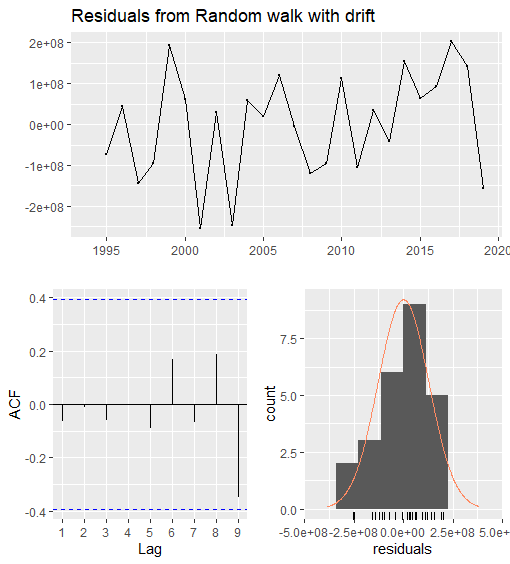 Residuals from Random walk with drift
2e+08
1e+08
0e+00
-1e+08
-2e+08
1995 2000 2005 2010 2015 2020
0.4
0.2
0.0
-0.2
-0.4
ACF
1 2 3 4 5 6 7 8 9
Lag
7.5
5.0
2.5
0.0
count
-5.0e+08 -2.5e+08 0.0e+00 2.5e+08 5.0e+
residuals